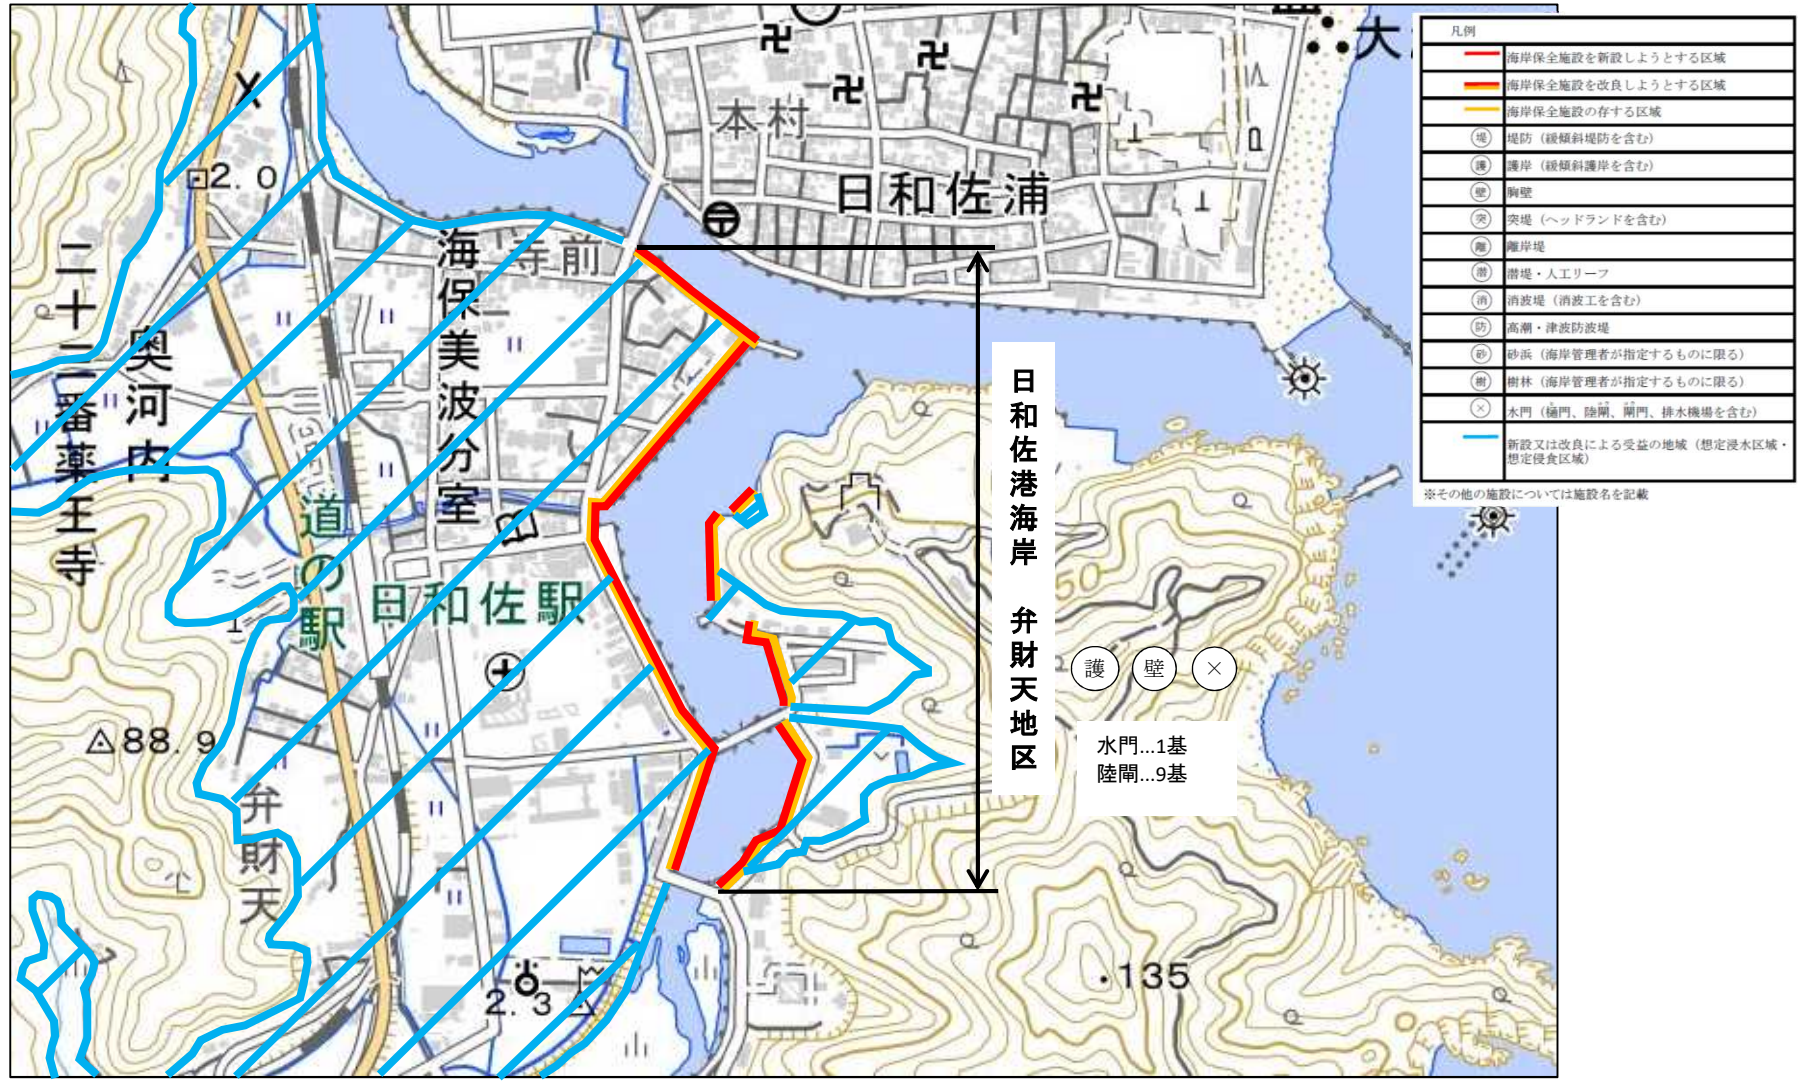 大
本村
日和佐浦
2.0
寺前
海保美波分室
二十三番薬王寺
奥河内
道の駅
日和佐駅
88.9
弁財天
2.3
60
135
日和佐港海岸 弁財天地区
護 壁 ×
水門…1基
陸閘…9基
凡例
海岸保全施設を新設しようとする区域
海岸保全施設を改良しようとする区域
海岸保全施設の存する区域
堤 堤防（緩傾斜堤防を含む）
護 護岸（緩傾斜護岸を含む）
壁 胸壁
突 突堤（ヘッドランドを含む）
離 離岸堤
潜 潜堤・人工リーフ
消 消波堤（消波工を含む）
防 高潮・津波防波堤
砂 砂浜（海岸管理者が指定するものに限る）
樹 樹林（海岸管理者が指定するものに限る）
× 水門（樋門、陸閘、閘門、排水機場を含む）
新設又は改良による受益の地域（想定浸水区域・
想定侵食区域）
※その他の施設については施設名を記載